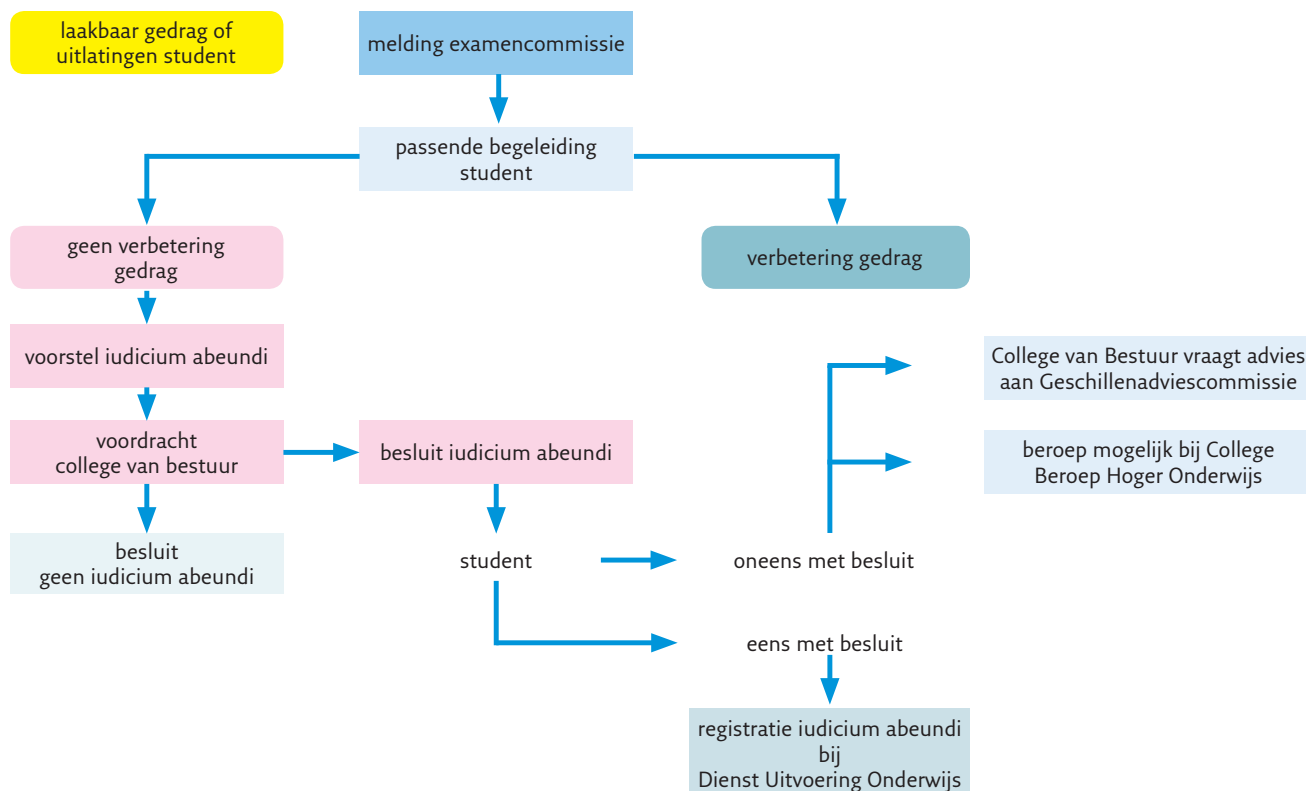 laakbaar gedrag of
uitlatingen student
melding examencommissie
passende begeleiding
student
geen verbetering
gedrag
verbetering gedrag
voorstel iudicium abeundi
College van Bestuur vraagt advies
aan Geschillenadviescommissie
voordracht
college van bestuur
besluit iudicium abeundi
beroep mogelijk bij College
Beroep Hoger Onderwijs
besluit
geen iudicium abeundi
student
oneens met besluit
eens met besluit
registratie iudicium abeundi
bij
Dienst Uitvoering Onderwijs